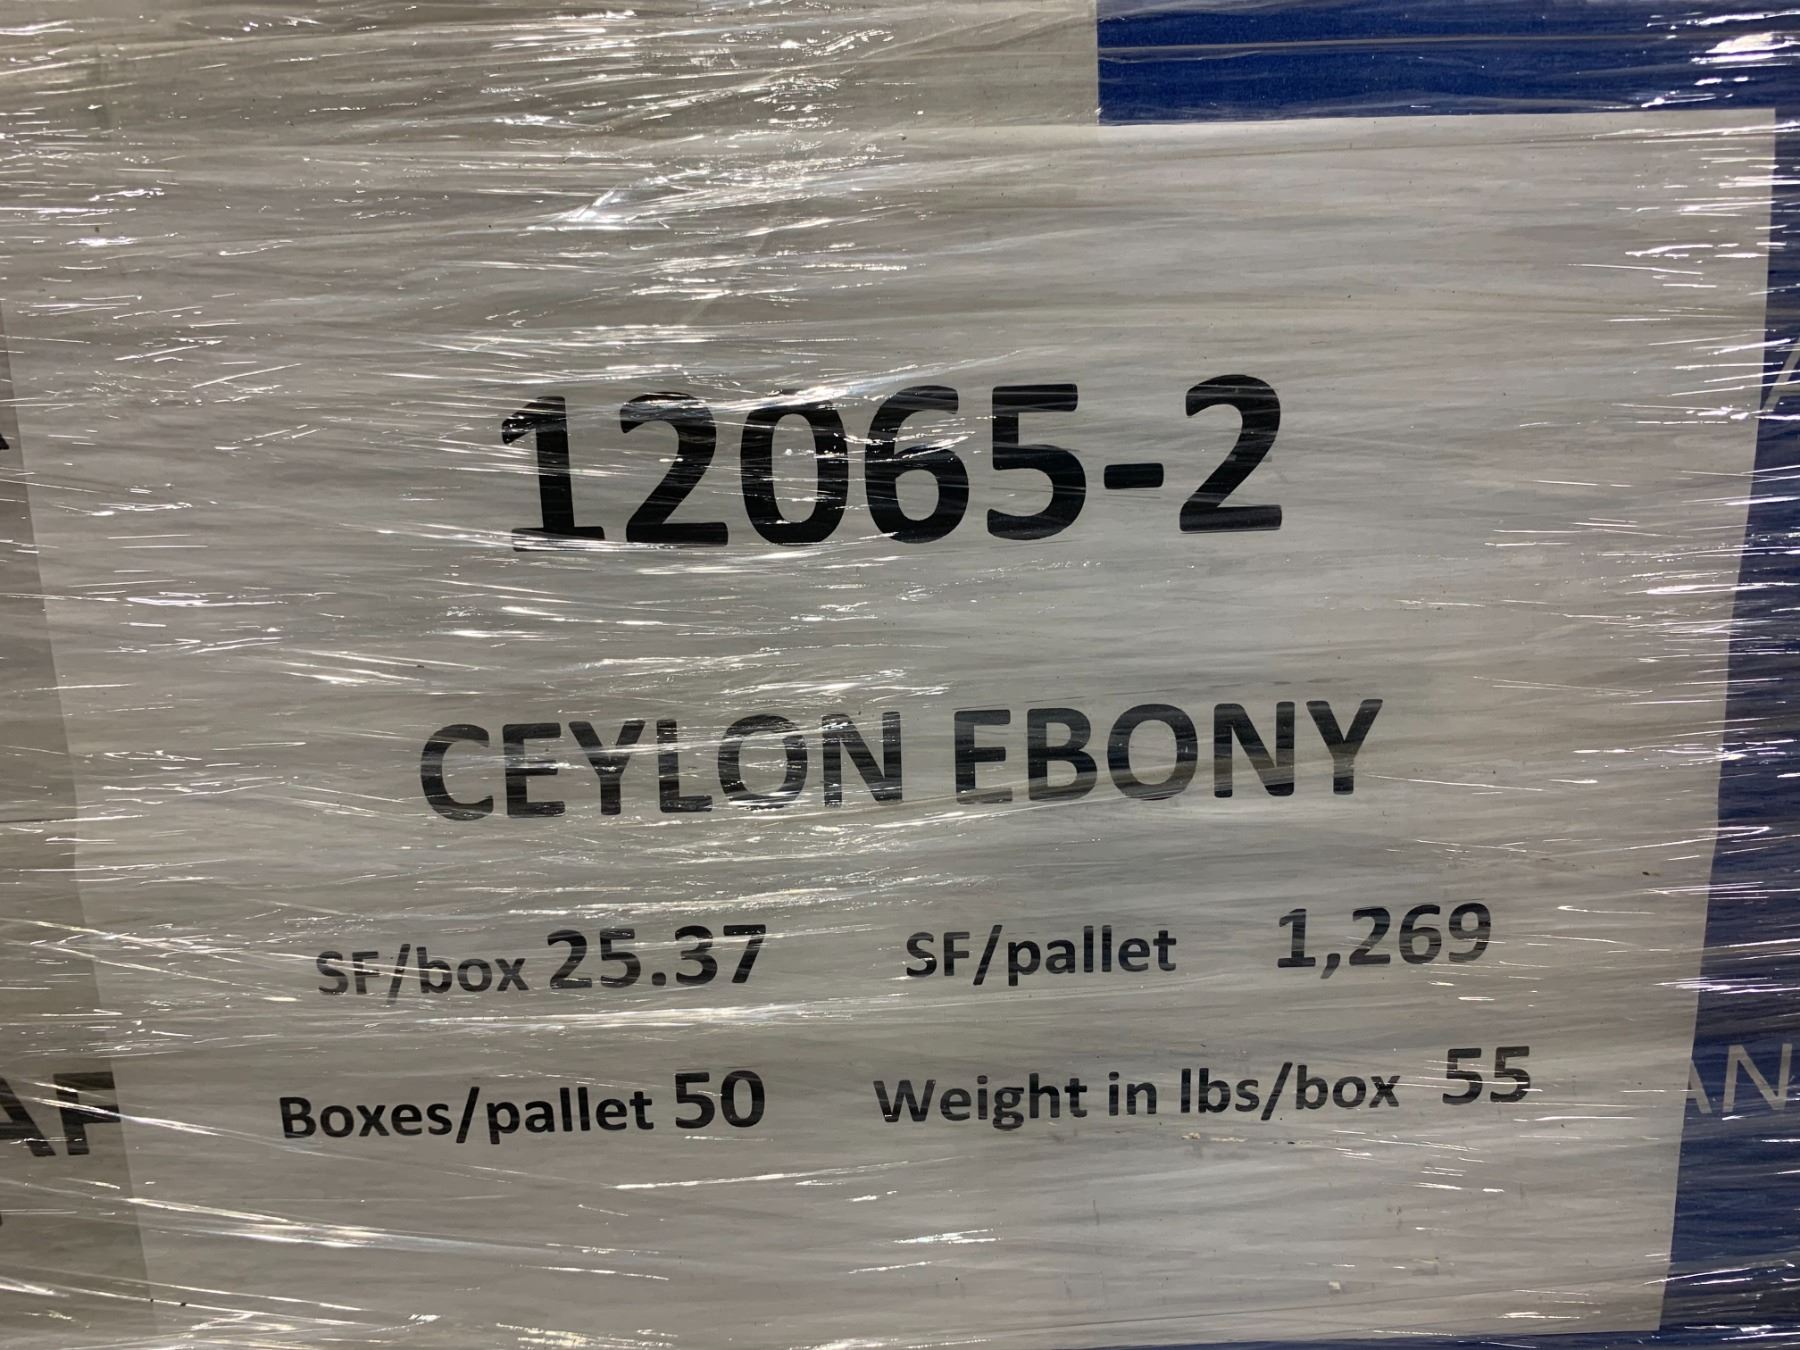 12065-2
CEYLON EBONY
SF/box 25.37 SF/pallet 1,269
Boxes/pallet 50 Weight in lbs/box 55